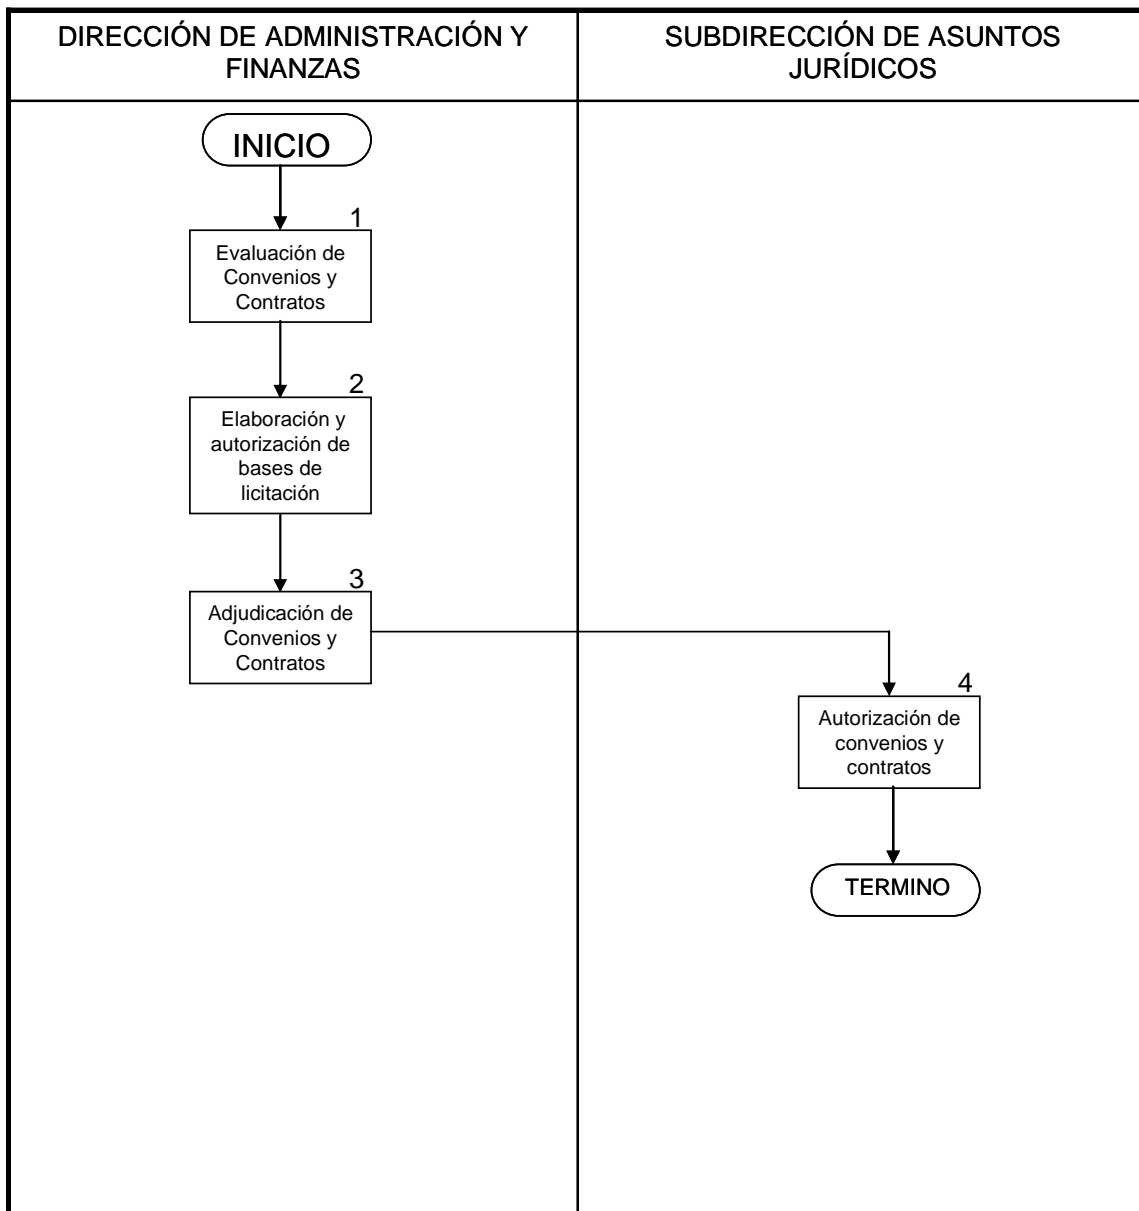 DIRECCIÓN DE ADMINISTRACIÓN Y
FINANZAS
SUBDIRECCIÓN DE ASUNTOS
JURÍDICOS
INICIO
1
Evaluación de
Convenios y
Contratos
2
Elaboración y
autorización de
bases de
licitación
3
Adjudicación de
Convenios y
Contratos
4
Autorización de
convenios y
contratos
TERMINO